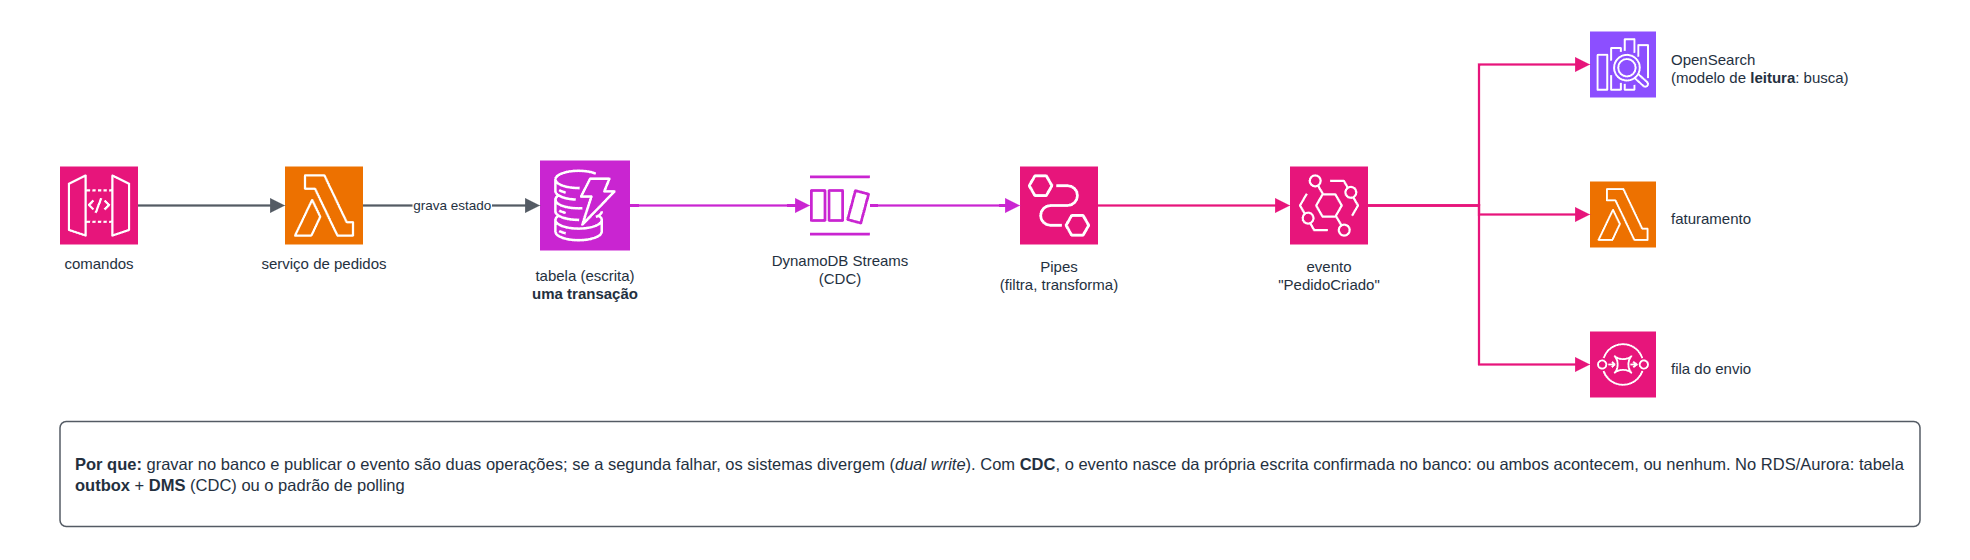 OpenSearch
(modelo de leitura: busca)
grava estado
comandos
serviço de pedidos
tabela (escrita)
uma transação
DynamoDB Streams
(CDC)
Pipes
(filtra, transforma)
evento
"PedidoCriado"
faturamento
fila do envio
Por que: gravar no banco e publicar o evento são duas operações; se a segunda falhar, os sistemas divergem (dual write). Com CDC, o evento nasce da própria escrita confirmada no banco: ou ambos acontecem, ou nenhum. No RDS/Aurora: tabela
outbox + DMS (CDC) ou o padrão de polling